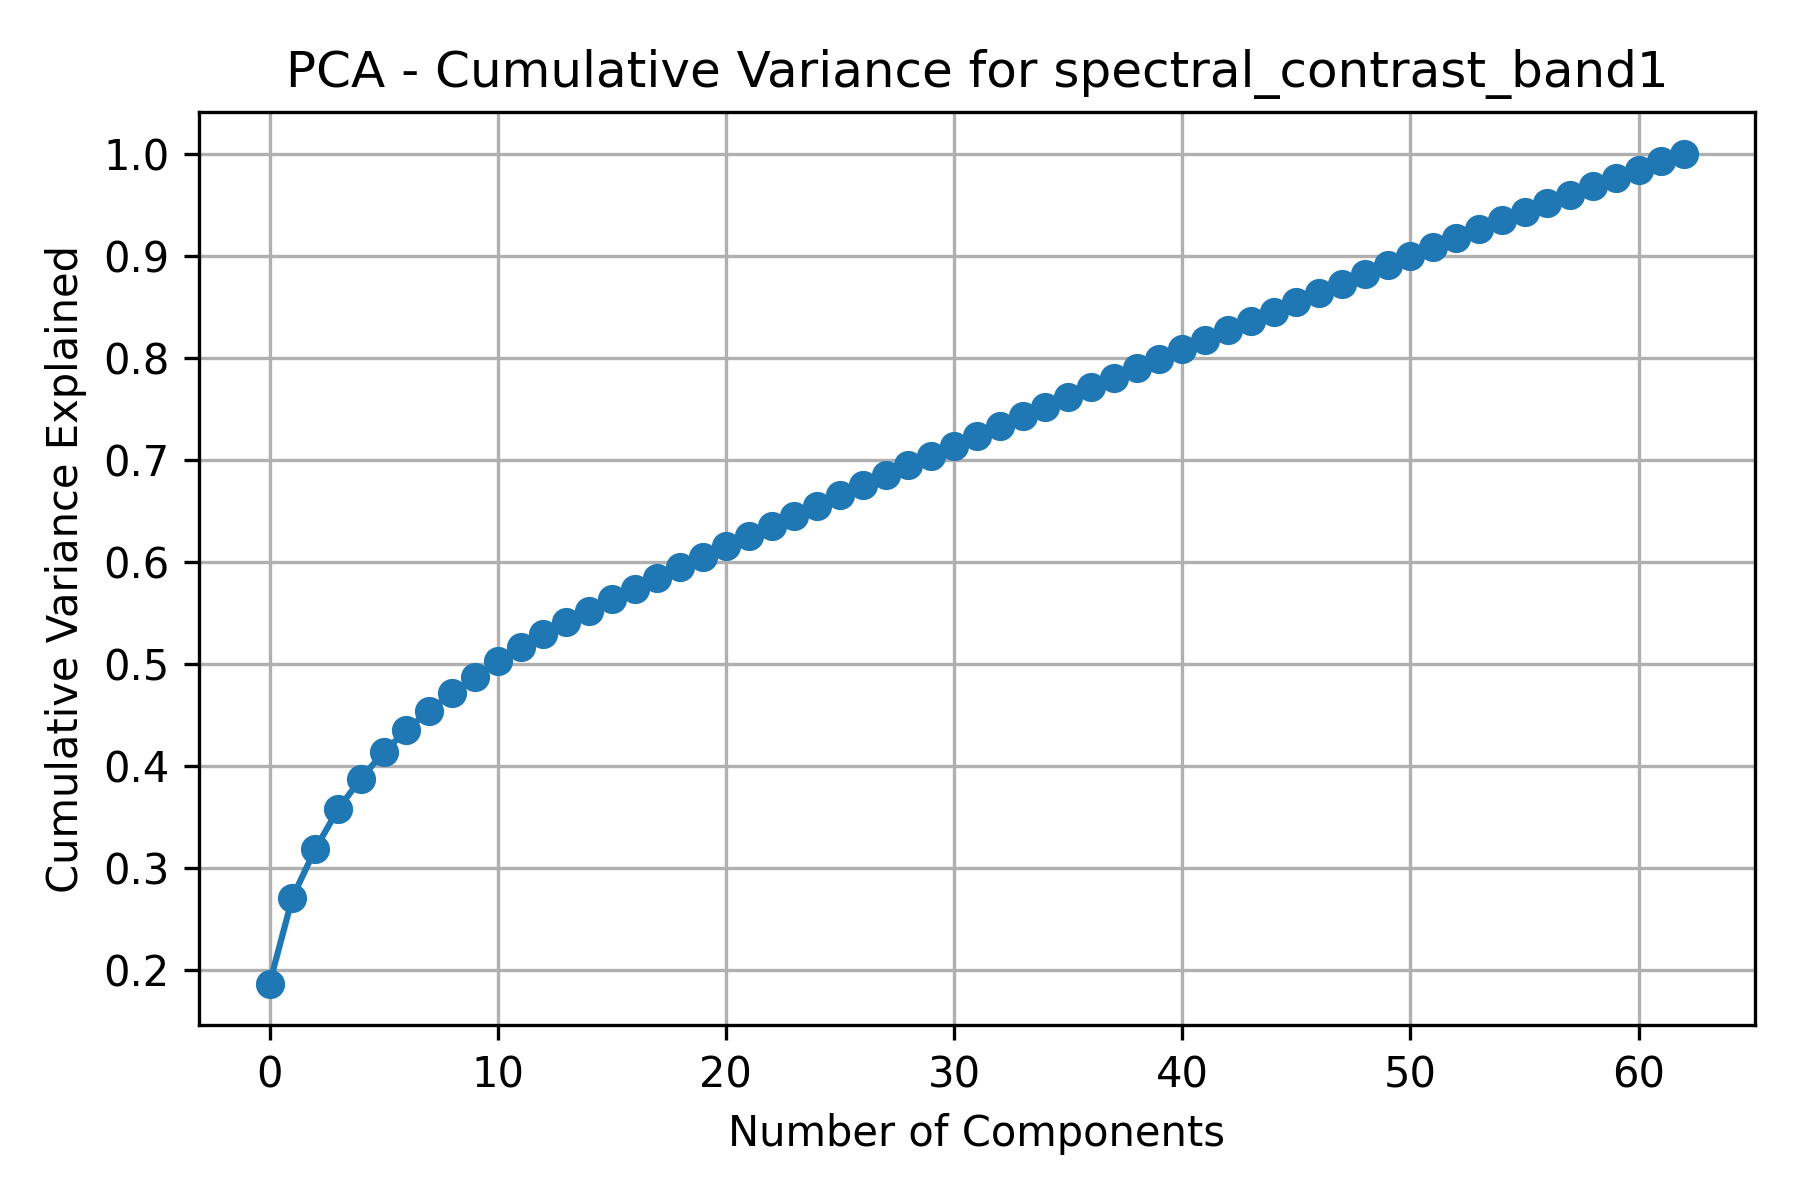 PCA - Cumulative Variance for spectral_contrast_band1
Cumulative Variance Explained
1.0
0.9
0.8
0.7
0.6
0.5
0.4
0.3
0.2
0 10 20 30 40 50 60
Number of Components